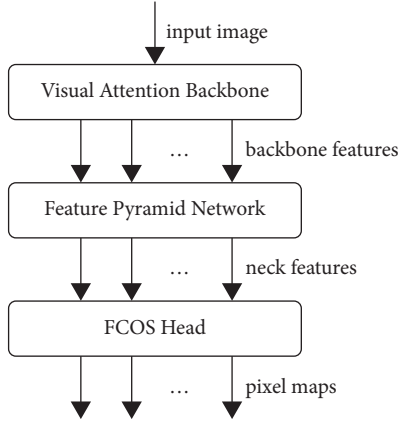 input image
Visual Attention Backbone
... backbone features
Feature Pyramid Network
... neck features
FCOS Head
... pixel maps